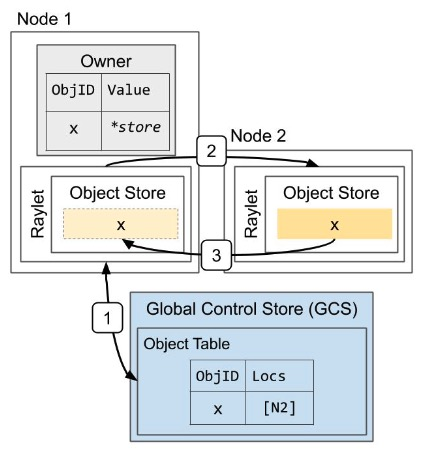 Node 1
Owner
ObjID Value
x *store
2
Node 2
Raylet
Object Store
x
Raylet
Object Store
x
3
1
Global Control Store (GCS)
Object Table
ObjID Locs
x [N2]